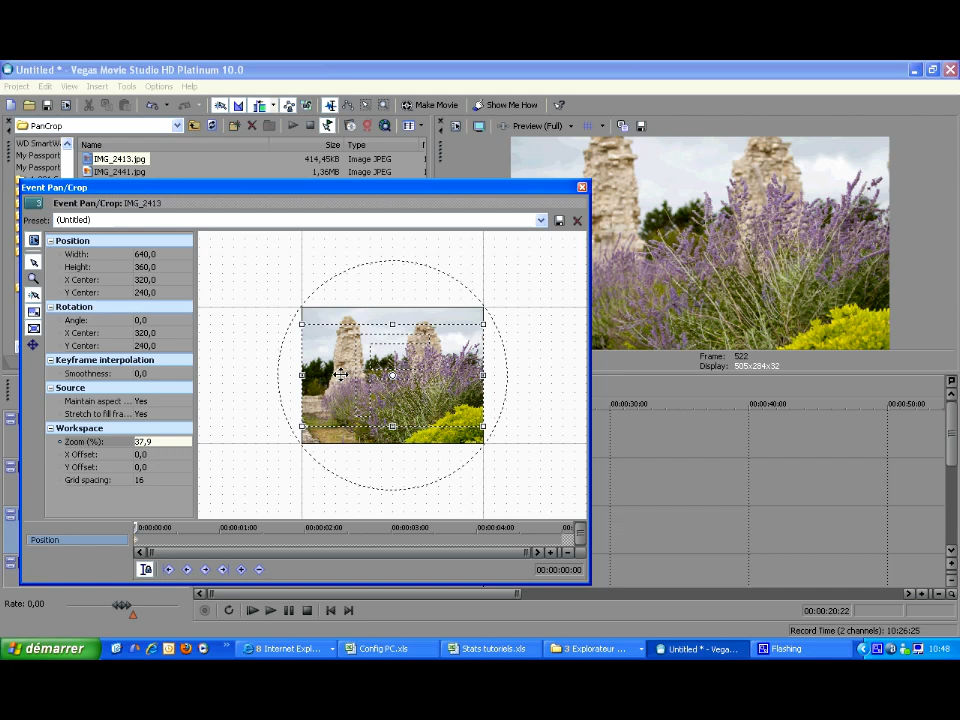 Untitled * - Vegas Movie Studio HD Platinum 10.0
Project Edit View Insert Tools Options Help
Make Movie Show Me How
PanCrop
Preview (Full)
WD SmartW
My Passport
My Passport
Name Size Type
IMG_2413.jpg 414,45KB Image JPEG
IMG_2441.jpg 1,36MB Image JPEG
Event Pan/Crop
3 Event Pan/Crop: IMG_2413
Preset: (Untitled)
Position
Width: 640,0
Height: 360,0
X Center: 320,0
Y Center: 240,0
Rotation
Angle: 0,0
X Center: 320,0
Y Center: 240,0
Keyframe interpolation
Smoothness: 0,0
Source
Maintain aspect ... Yes
Stretch to fill fra... Yes
Workspace
Zoom (%): 37,9
X Offset: 0,0
Y Offset: 0,0
Grid spacing: 16
Frame: 522
Display: 505x284x32
00:00:30:00 00:00:40:00 00:00:50:00
0:00:00:00 0:00:01:00 0:00:02:00 0:00:03:00 0:00:04:00 00:
Position
00:00:00:00
Rate: 0,00
00:00:20:22
Record Time (2 channels): 10:26:25
démarrer
8 Internet Expl...
Config PC.xls
Stats tutoriels.xls
3 Explorateur ...
Untitled * - Vega...
Flashing
10:48